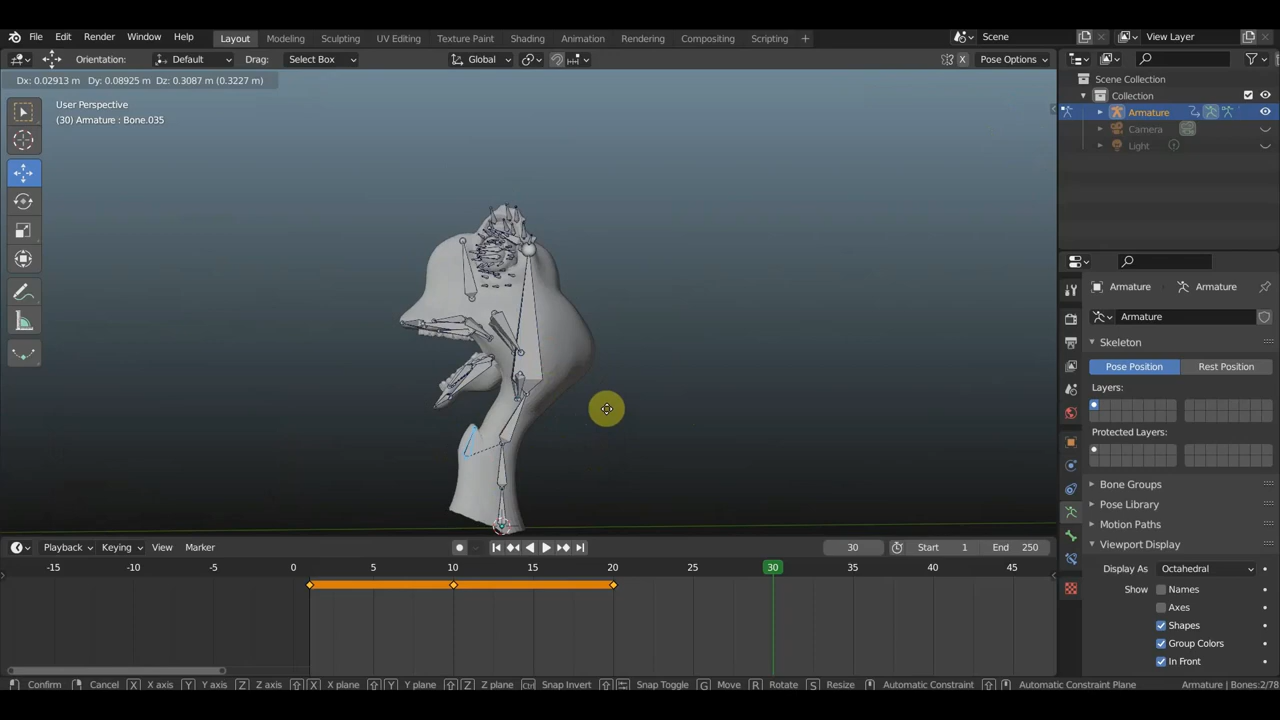 File Edit Render Window Help Layout Modeling Sculpting UV Editing Texture Paint Shading Animation Rendering Compositing Scripting + Scene View Layer
Orientation: Default Drag: Select Box Global X Pose Options
Dx: 0.02913 m Dy: 0.08925 m Dz: 0.3087 m (0.3227 m)
User Perspective
(30) Armature : Bone.035
Scene Collection
Collection
Armature
Camera
Light
Armature Armature
Armature
Skeleton
Pose Position Rest Position
Layers:
Protected Layers:
Bone Groups
Pose Library
Motion Paths
Viewport Display
Display As Octahedral
Show Names
Axes
Shapes
Group Colors
In Front
Playback Keying View Marker 30 Start 1 End 250
-15 -10 -5 0 5 10 15 20 25 30 35 40 45
Confirm Cancel X X axis Y Y axis Z Z axis X X plane Y Y plane Z Z plane Ctrl Snap Invert Snap Toggle G Move R Rotate S Resize Automatic Constraint Automatic Constraint Plane Armature | Bones:2/78